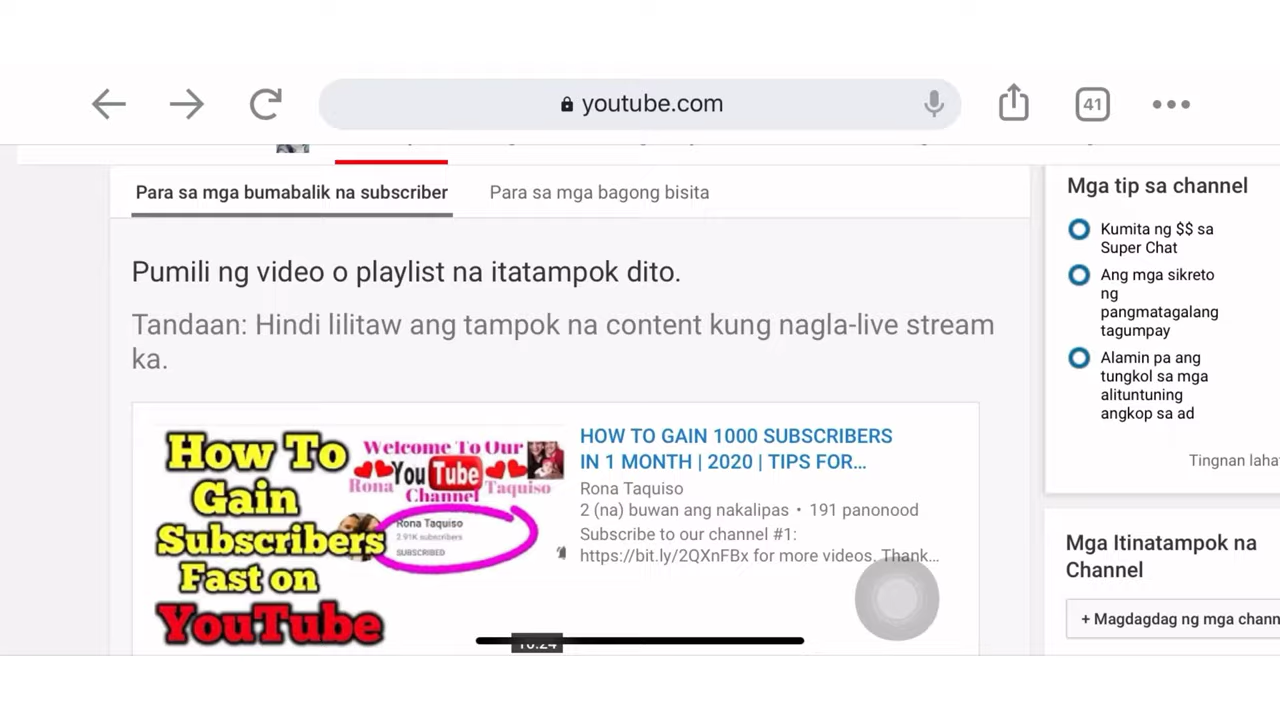 youtube.com
41
Para sa mga bumabalik na subscriber
Para sa mga bagong bisita
Pumili ng video o playlist na itatampok dito.
Tandaan: Hindi lilitaw ang tampok na content kung nagla-live stream
ka.
How To
Gain
Subscribers
Fast on
YouTube
Welcome To Our
YouTube
Rona Taquiso
Channel
Rona Taquiso
2.91K subscribers
SUBSCRIBED
HOW TO GAIN 1000 SUBSCRIBERS
IN 1 MONTH | 2020 | TIPS FOR...
Rona Taquiso
2 (na) buwan ang nakalipas • 191 panonood
Subscribe to our channel #1:
https://bit.ly/2QXnFBx for more videos. Thank...
Mga tip sa channel
Kumita ng $$ sa
Super Chat
Ang mga sikreto
ng
pangmatagalang
tagumpay
Alamin pa ang
tungkol sa mga
alituntuning
angkop sa ad
Tingnan laha
Mga Itinatampok na
Channel
+ Magdagdag ng mga chann